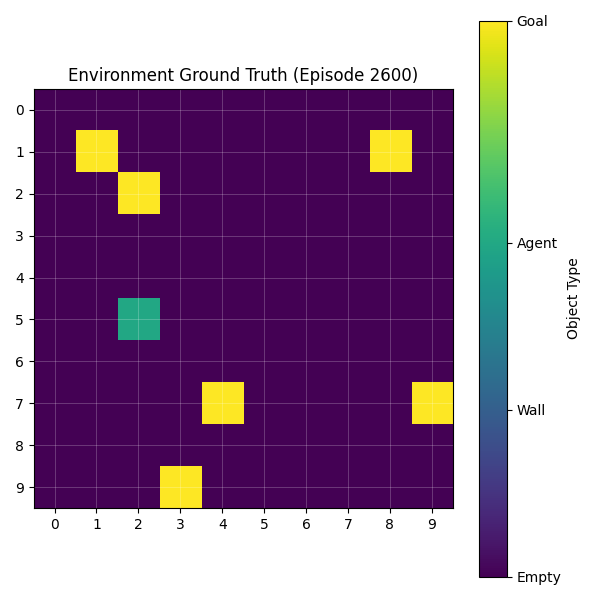 Environment Ground Truth (Episode 2600)
0
1
2
3
4
5
6
7
8
9
0 1 2 3 4 5 6 7 8 9
Goal
Agent
Wall
Empty
Object Type